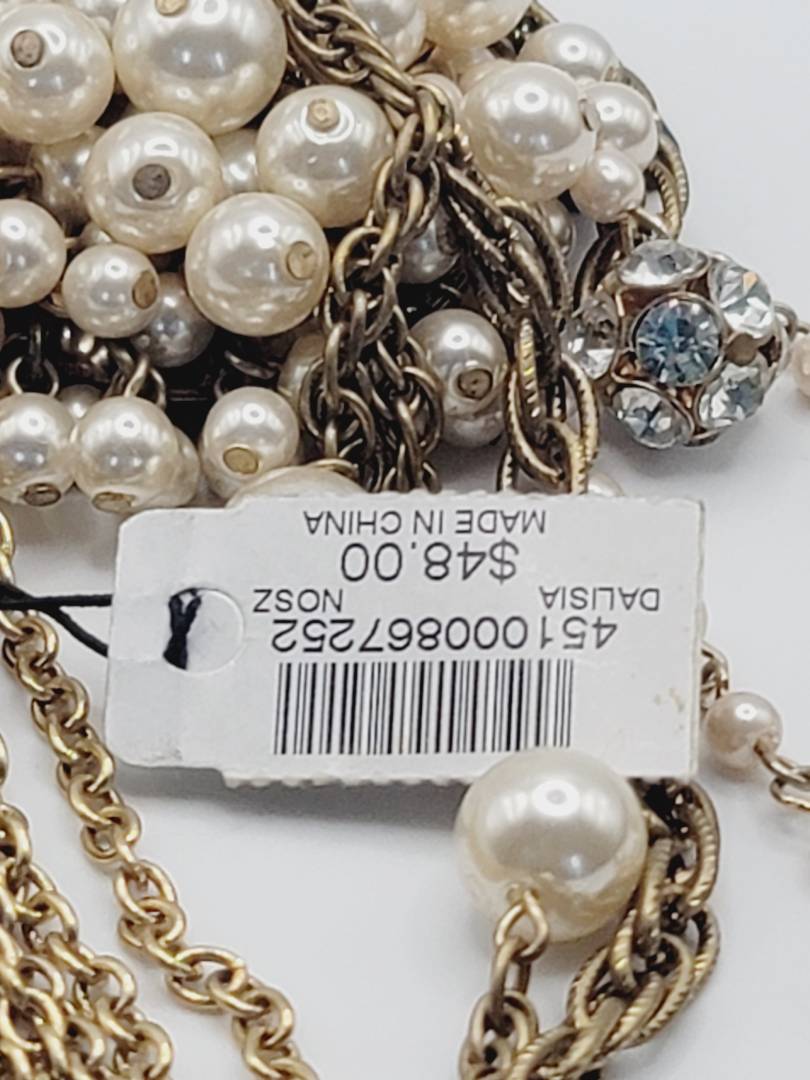 451000867252
DALISIA NOSZ
$48.00
MADE IN CHINA